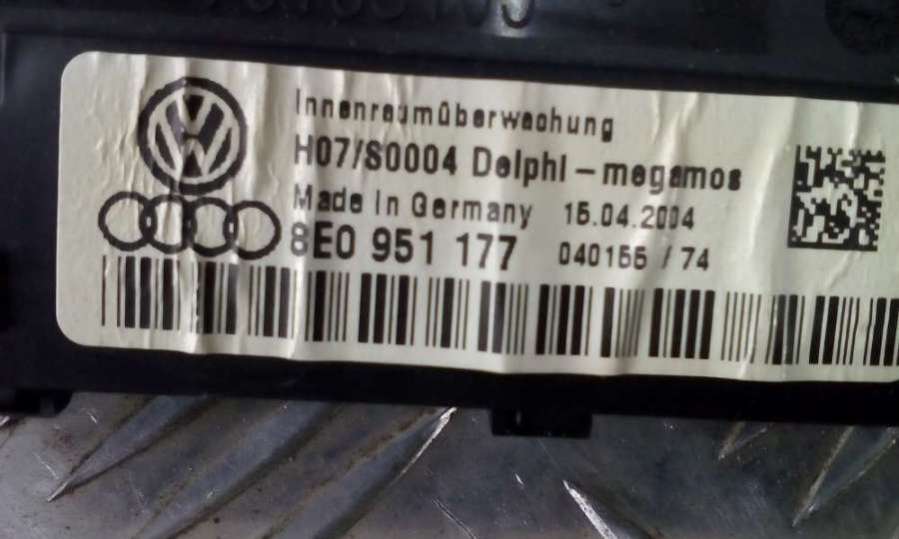 Innenraumüberwachung
H07/S0004 Delphi - megamos
Made in Germany 15.04.2004
8E0 951 177 040155 / 74